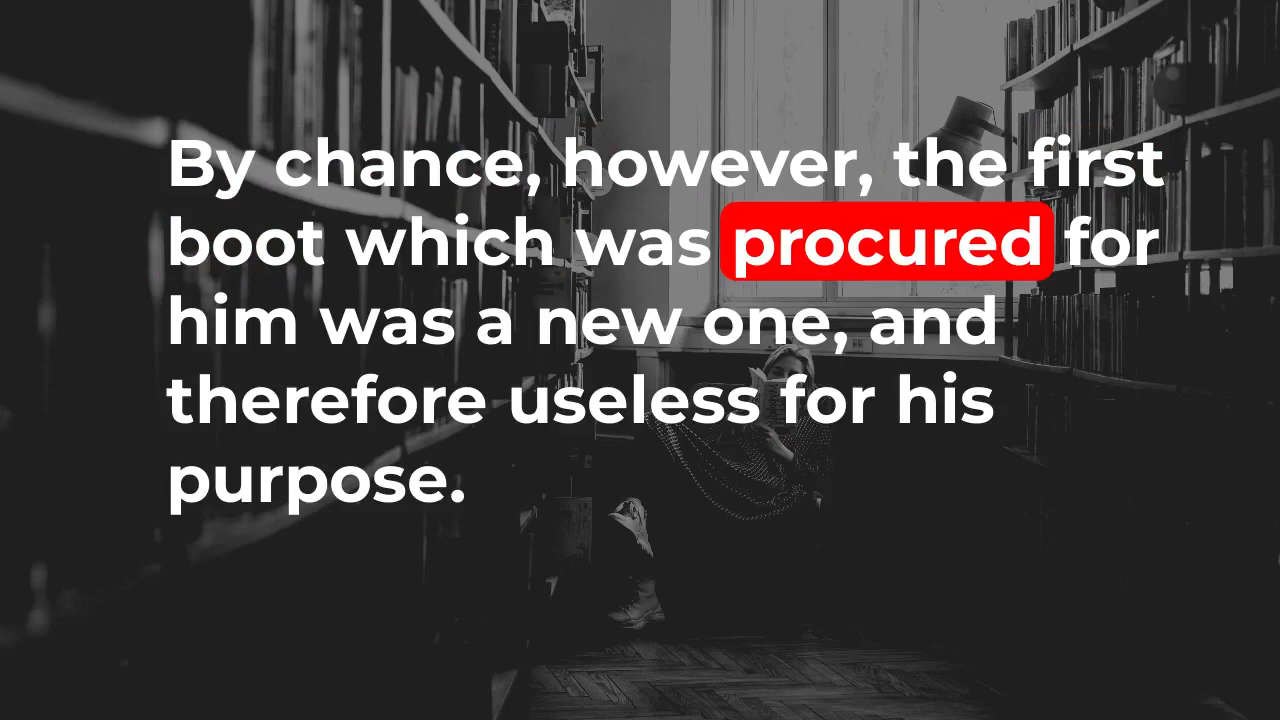 By chance, however, the first
boot which was procured for
him was a new one, and
therefore useless for his
purpose.